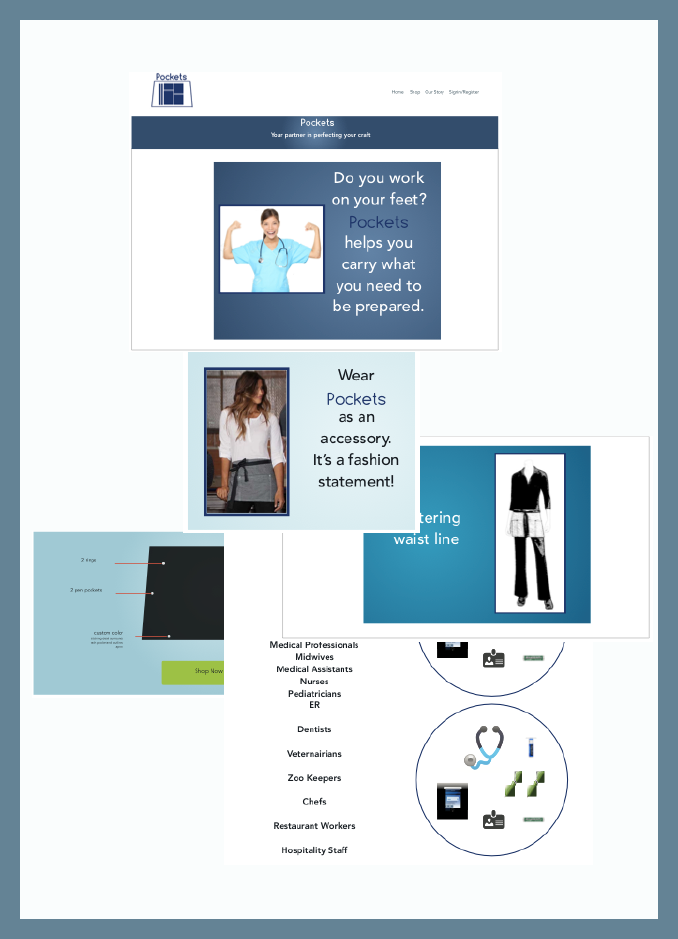 Pockets
Home Shop Our Story Sign In/Register
Pockets
Your partner in perfecting your craft
Do you work
on your feet?
Pockets
helps you
carry what
you need to
be prepared.
Wear
Pockets
as an
accessory.
It's a fashion
statement!
tering
waist line
2 rings
2 pen pockets
custom color
Shop Now
Medical Professionals
Midwives
Medical Assistants
Nurses
Pediatricians
ER
Dentists
Veternairians
Zoo Keepers
Chefs
Restaurant Workers
Hospitality Staff